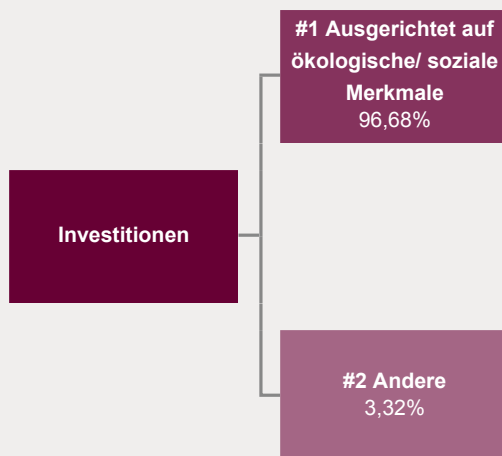 #1 Ausgerichtet auf
ökologische/ soziale
Merkmale
96,68%
Investitionen
#2 Andere
3,32%